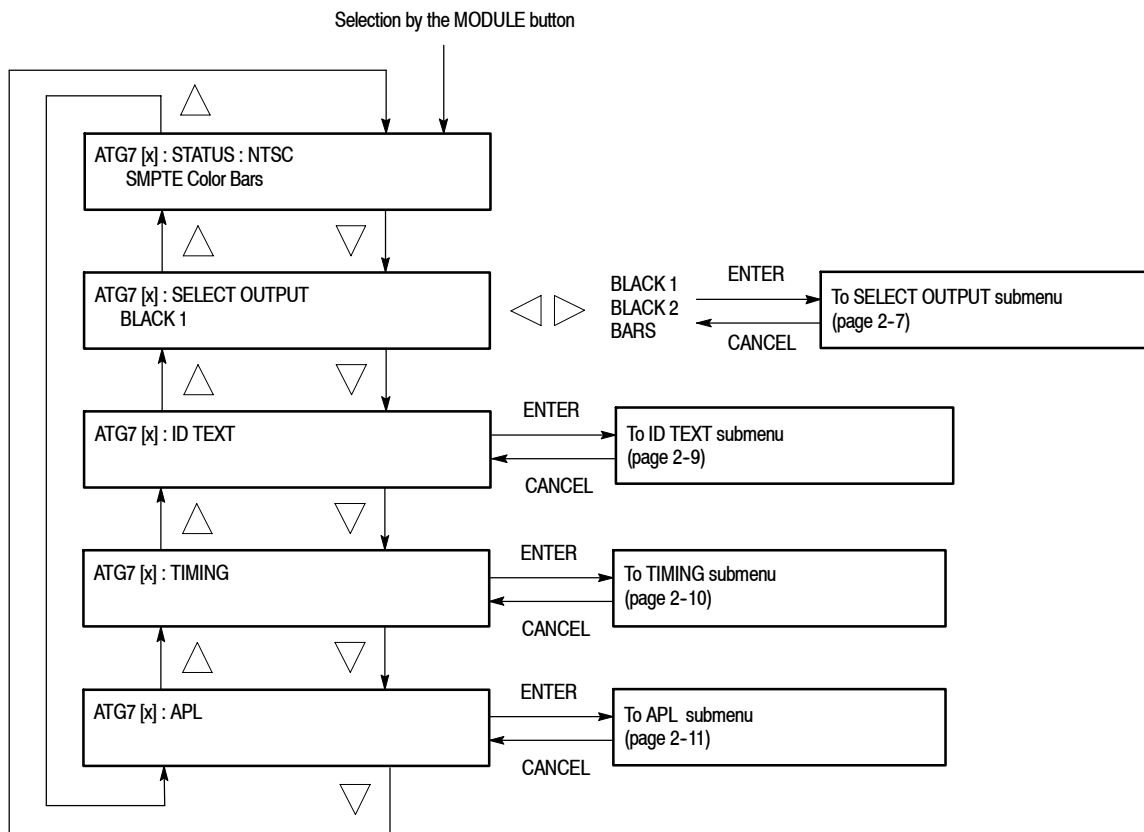 Selection by the MODULE button
ATG7 [x] : STATUS : NTSC
SMPTE Color Bars
ATG7 [x] : SELECT OUTPUT
BLACK 1
BLACK 1
BLACK 2
BARS
ENTER
CANCEL
To SELECT OUTPUT submenu
(page 2-7)
ATG7 [x] : ID TEXT
ENTER
CANCEL
To ID TEXT submenu
(page 2-9)
ATG7 [x] : TIMING
ENTER
CANCEL
To TIMING submenu
(page 2-10)
ATG7 [x] : APL
ENTER
CANCEL
To APL submenu
(page 2-11)